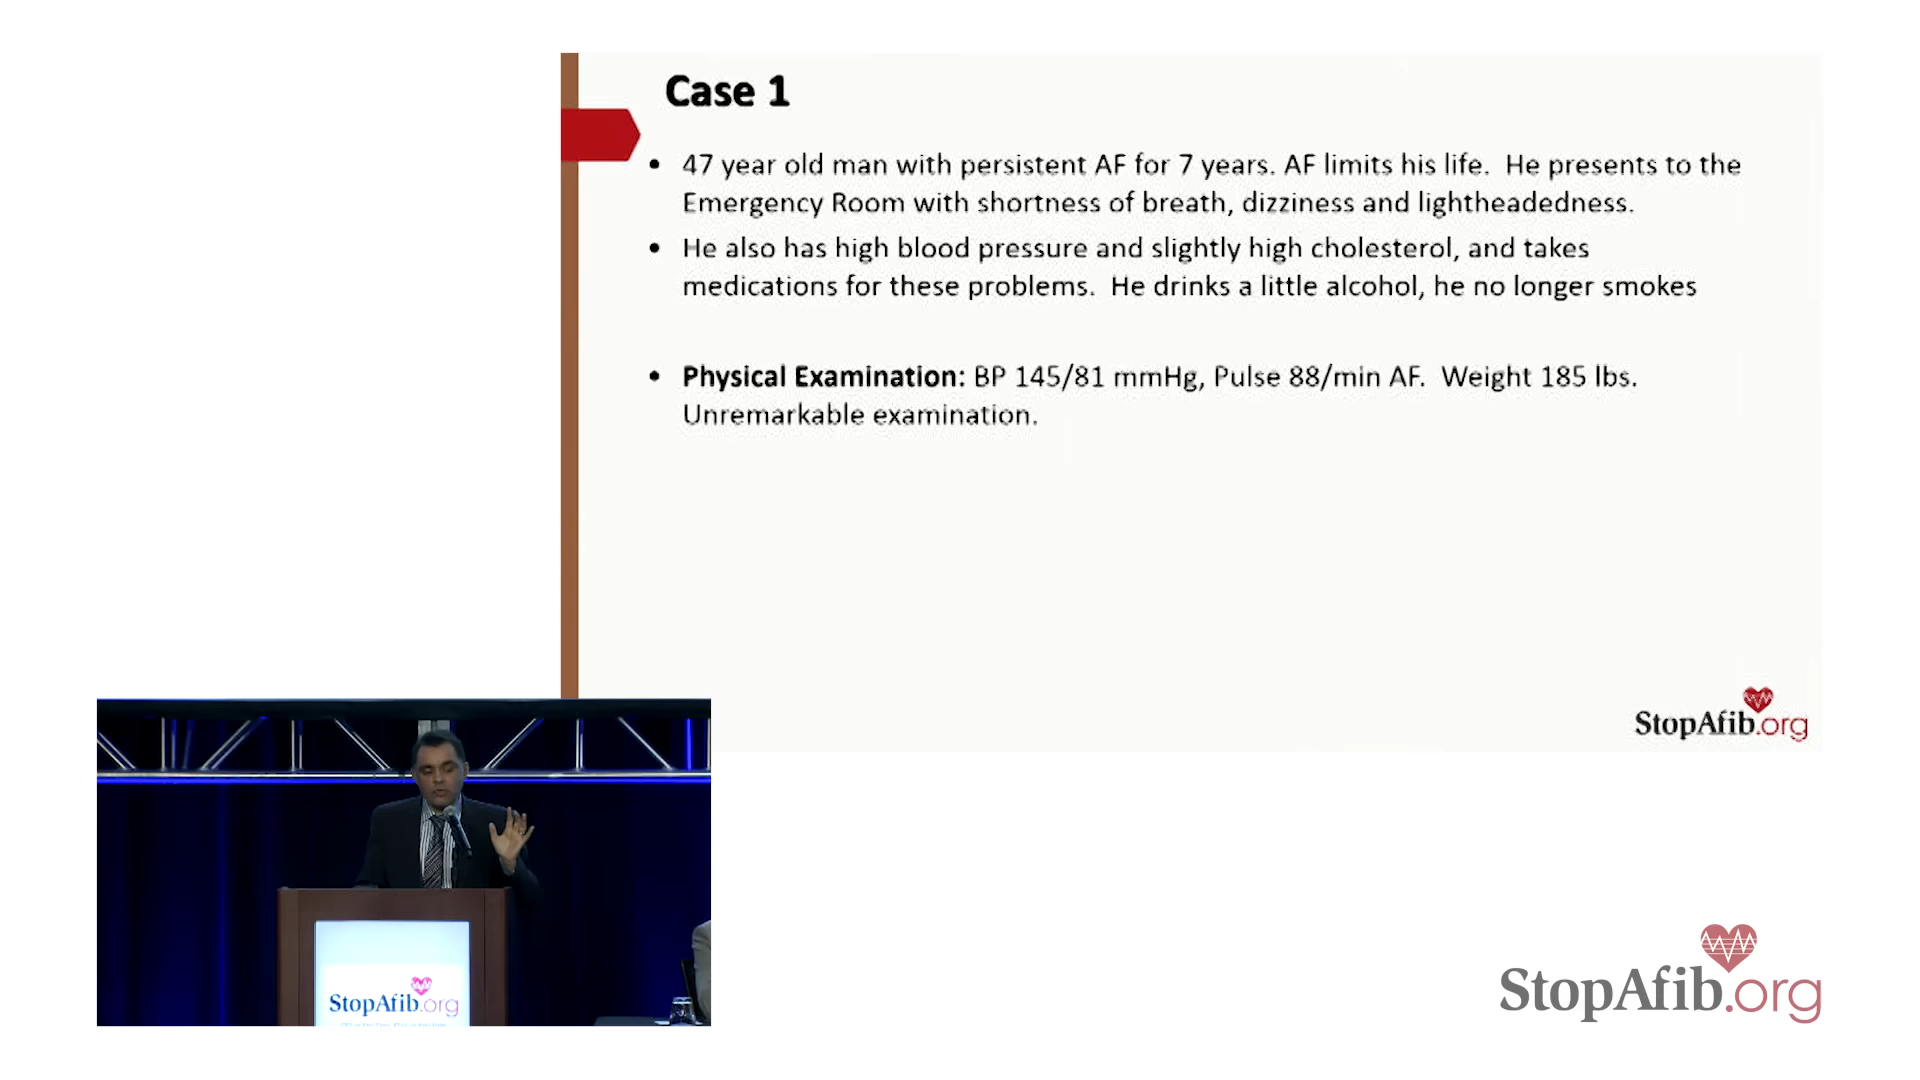 Case 1
• 47 year old man with persistent AF for 7 years. AF limits his life.  He presents to the
Emergency Room with shortness of breath, dizziness and lightheadedness.
• He also has high blood pressure and slightly high cholesterol, and takes
medications for these problems.  He drinks a little alcohol, he no longer smokes
• Physical Examination: BP 145/81 mmHg, Pulse 88/min AF.  Weight 185 lbs.
Unremarkable examination.
StopAfib.org
StopAfib.org
StopAfib.org